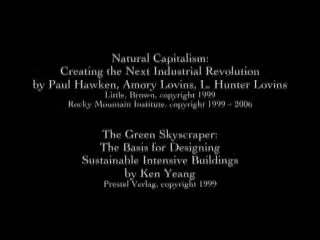 Natural Capitalism:
Creating the Next Industrial Revolution
by Paul Hawken, Amory Lovins, L. Hunter Lovins
Little, Brown, copyright 1999
Rocky Mountain Institute, copyright 1999 - 2006
The Green Skyscraper:
The Basis for Designing
Sustainable Intensive Buildings
by Ken Yeang
Prestel Verlag, copyright 1999